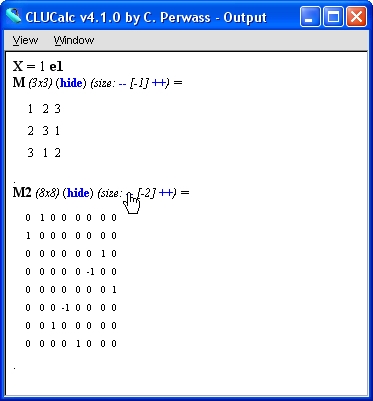 CLUCalc v4.1.0 by C. Perwass - Output
View Window
X = 1 e1
M (3x3) (hide) (size: -- [-1] ++) =
1 2 3
2 3 1
3 1 2
.
M2 (8x8) (hide) (size: -- [-2] ++) =
0 1 0 0 0 0 0 0
1 0 0 0 0 0 0 0
0 0 0 0 0 0 1 0
0 0 0 0 0 -1 0 0
0 0 0 0 0 0 0 1
0 0 0 -1 0 0 0 0
0 0 1 0 0 0 0 0
0 0 0 0 1 0 0 0
.